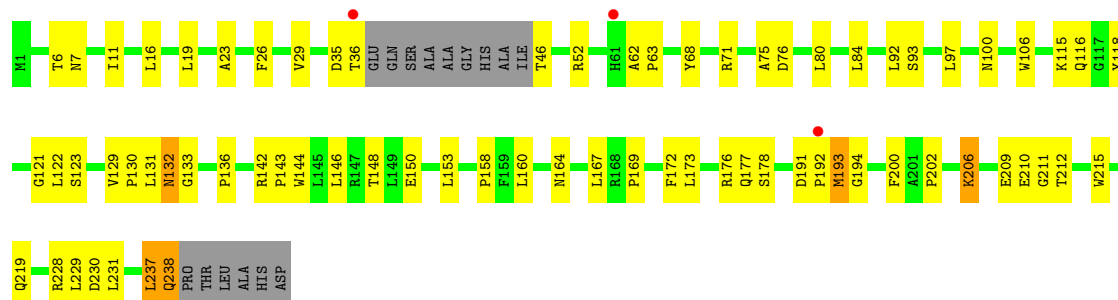 M1 T6 N7 I11 L16 L19 A23 F26 V29 D35 T36 GLU GLN SER ALA ALA GLY HIS ALA ILE T46 R52 H61 A62 P63 Y68 R71 A75 D76 L80 L84 L92 S93 L97 N100 W106 K115 Q116 G117 Y118
G121 L122 S123 V129 P130 L131 N132 G133 P136 R142 P143 W144 L145 L146 R147 T148 L149 E150 L153 P158 F159 L160 N164 L167 R168 P169 F172 L173 R176 Q177 S178 D191 P192 M193 G194 F200 A201 P202 K206 E209 E210 G211 T212 W215
Q219 R228 L229 D230 L231 L237 Q238 PRO THR LEU ALA HIS ASP